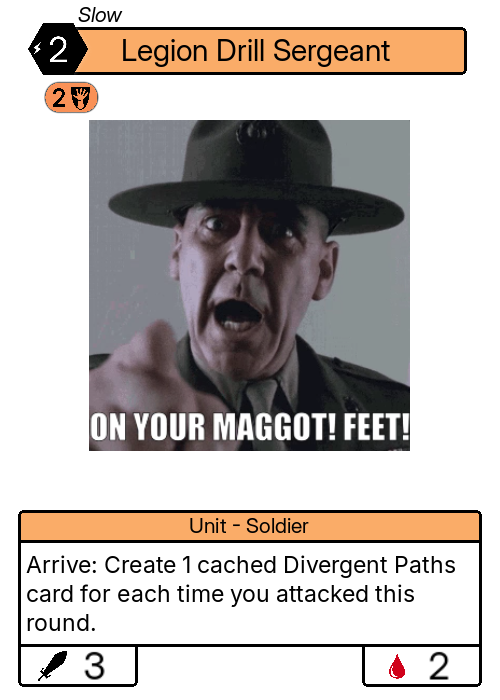 Slow
2 Legion Drill Sergeant
2
ON YOUR MAGGOT! FEET!
Unit - Soldier
Arrive: Create 1 cached Divergent Paths
card for each time you attacked this
round.
3 2